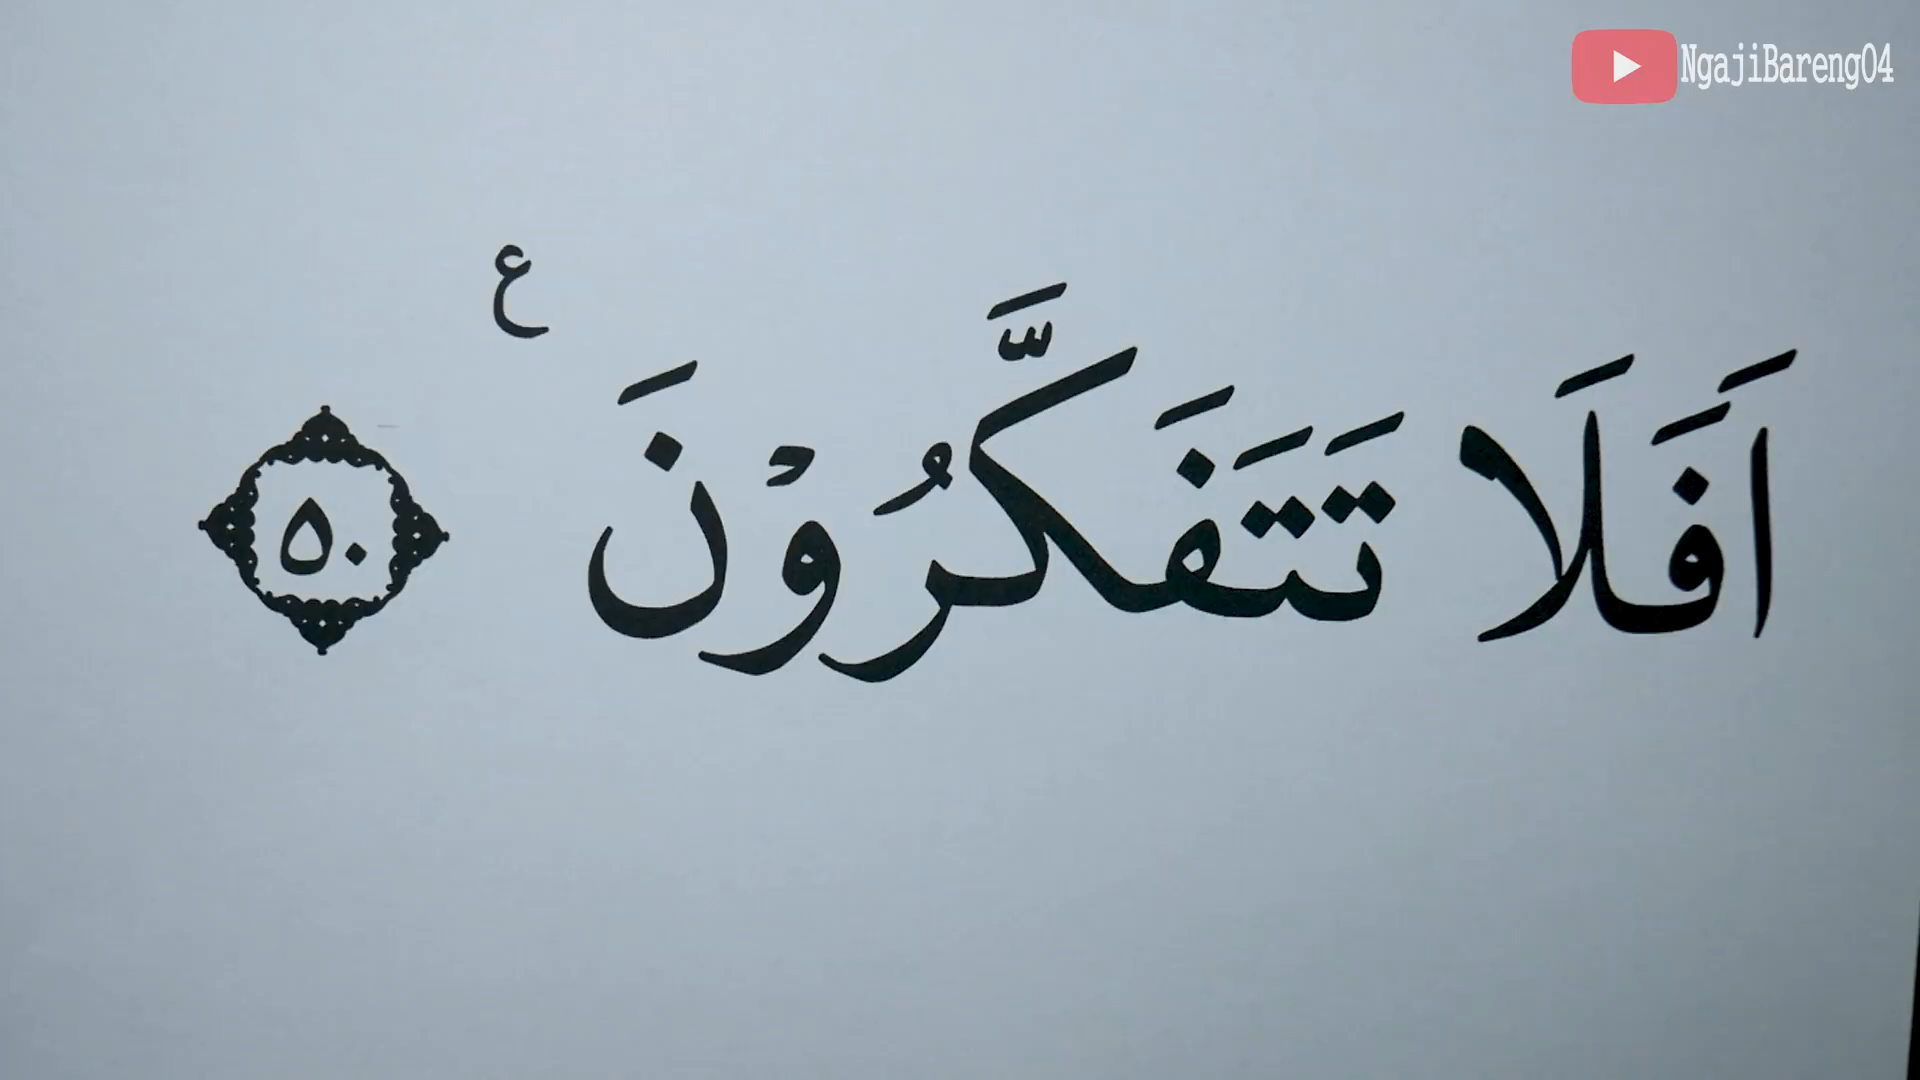 NgajiBareng04
ع
اَفَلَا تَتَفَكَّرُوْنَ ۝٥٠